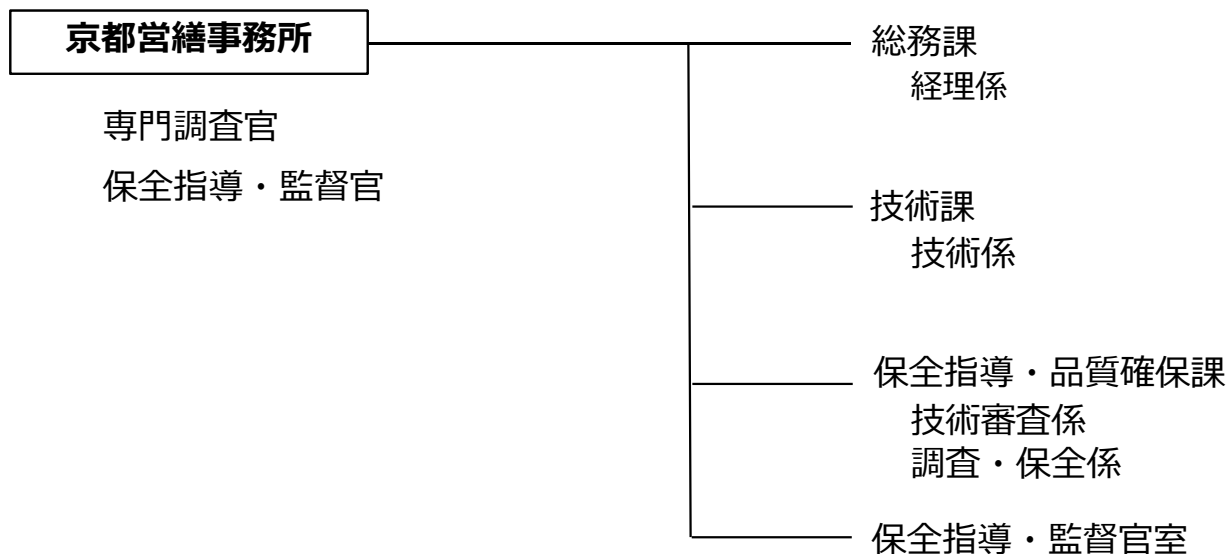 京都営繕事務所
専門調査官
保全指導・監督官
総務課
経理係
技術課
技術係
保全指導・品質確保課
技術審査係
調査・保全係
保全指導・監督官室